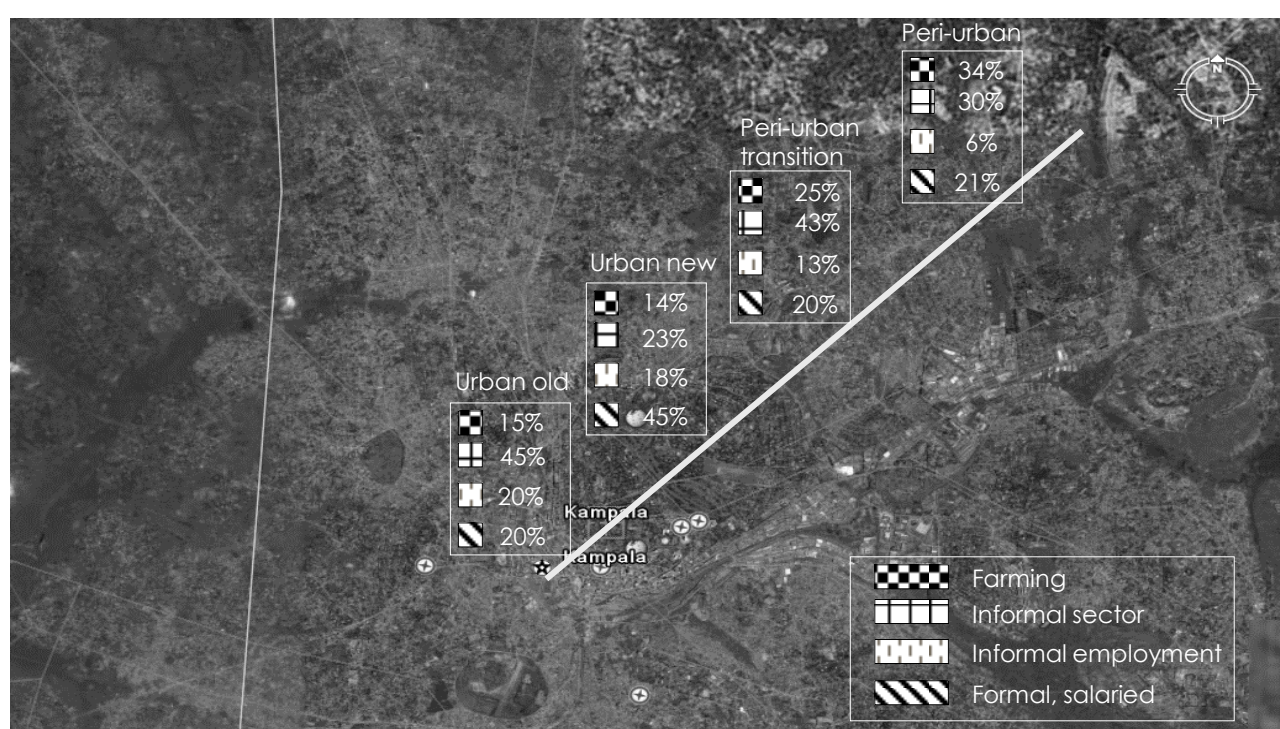 Peri-urban
34%
30%
6%
21%
N
Peri-urban
transition
25%
43%
13%
20%
Urban new
14%
23%
18%
45%
Urban old
15%
45%
20%
20%
Kampala
Kampala
Farming
Informal sector
Informal employment
Formal, salaried